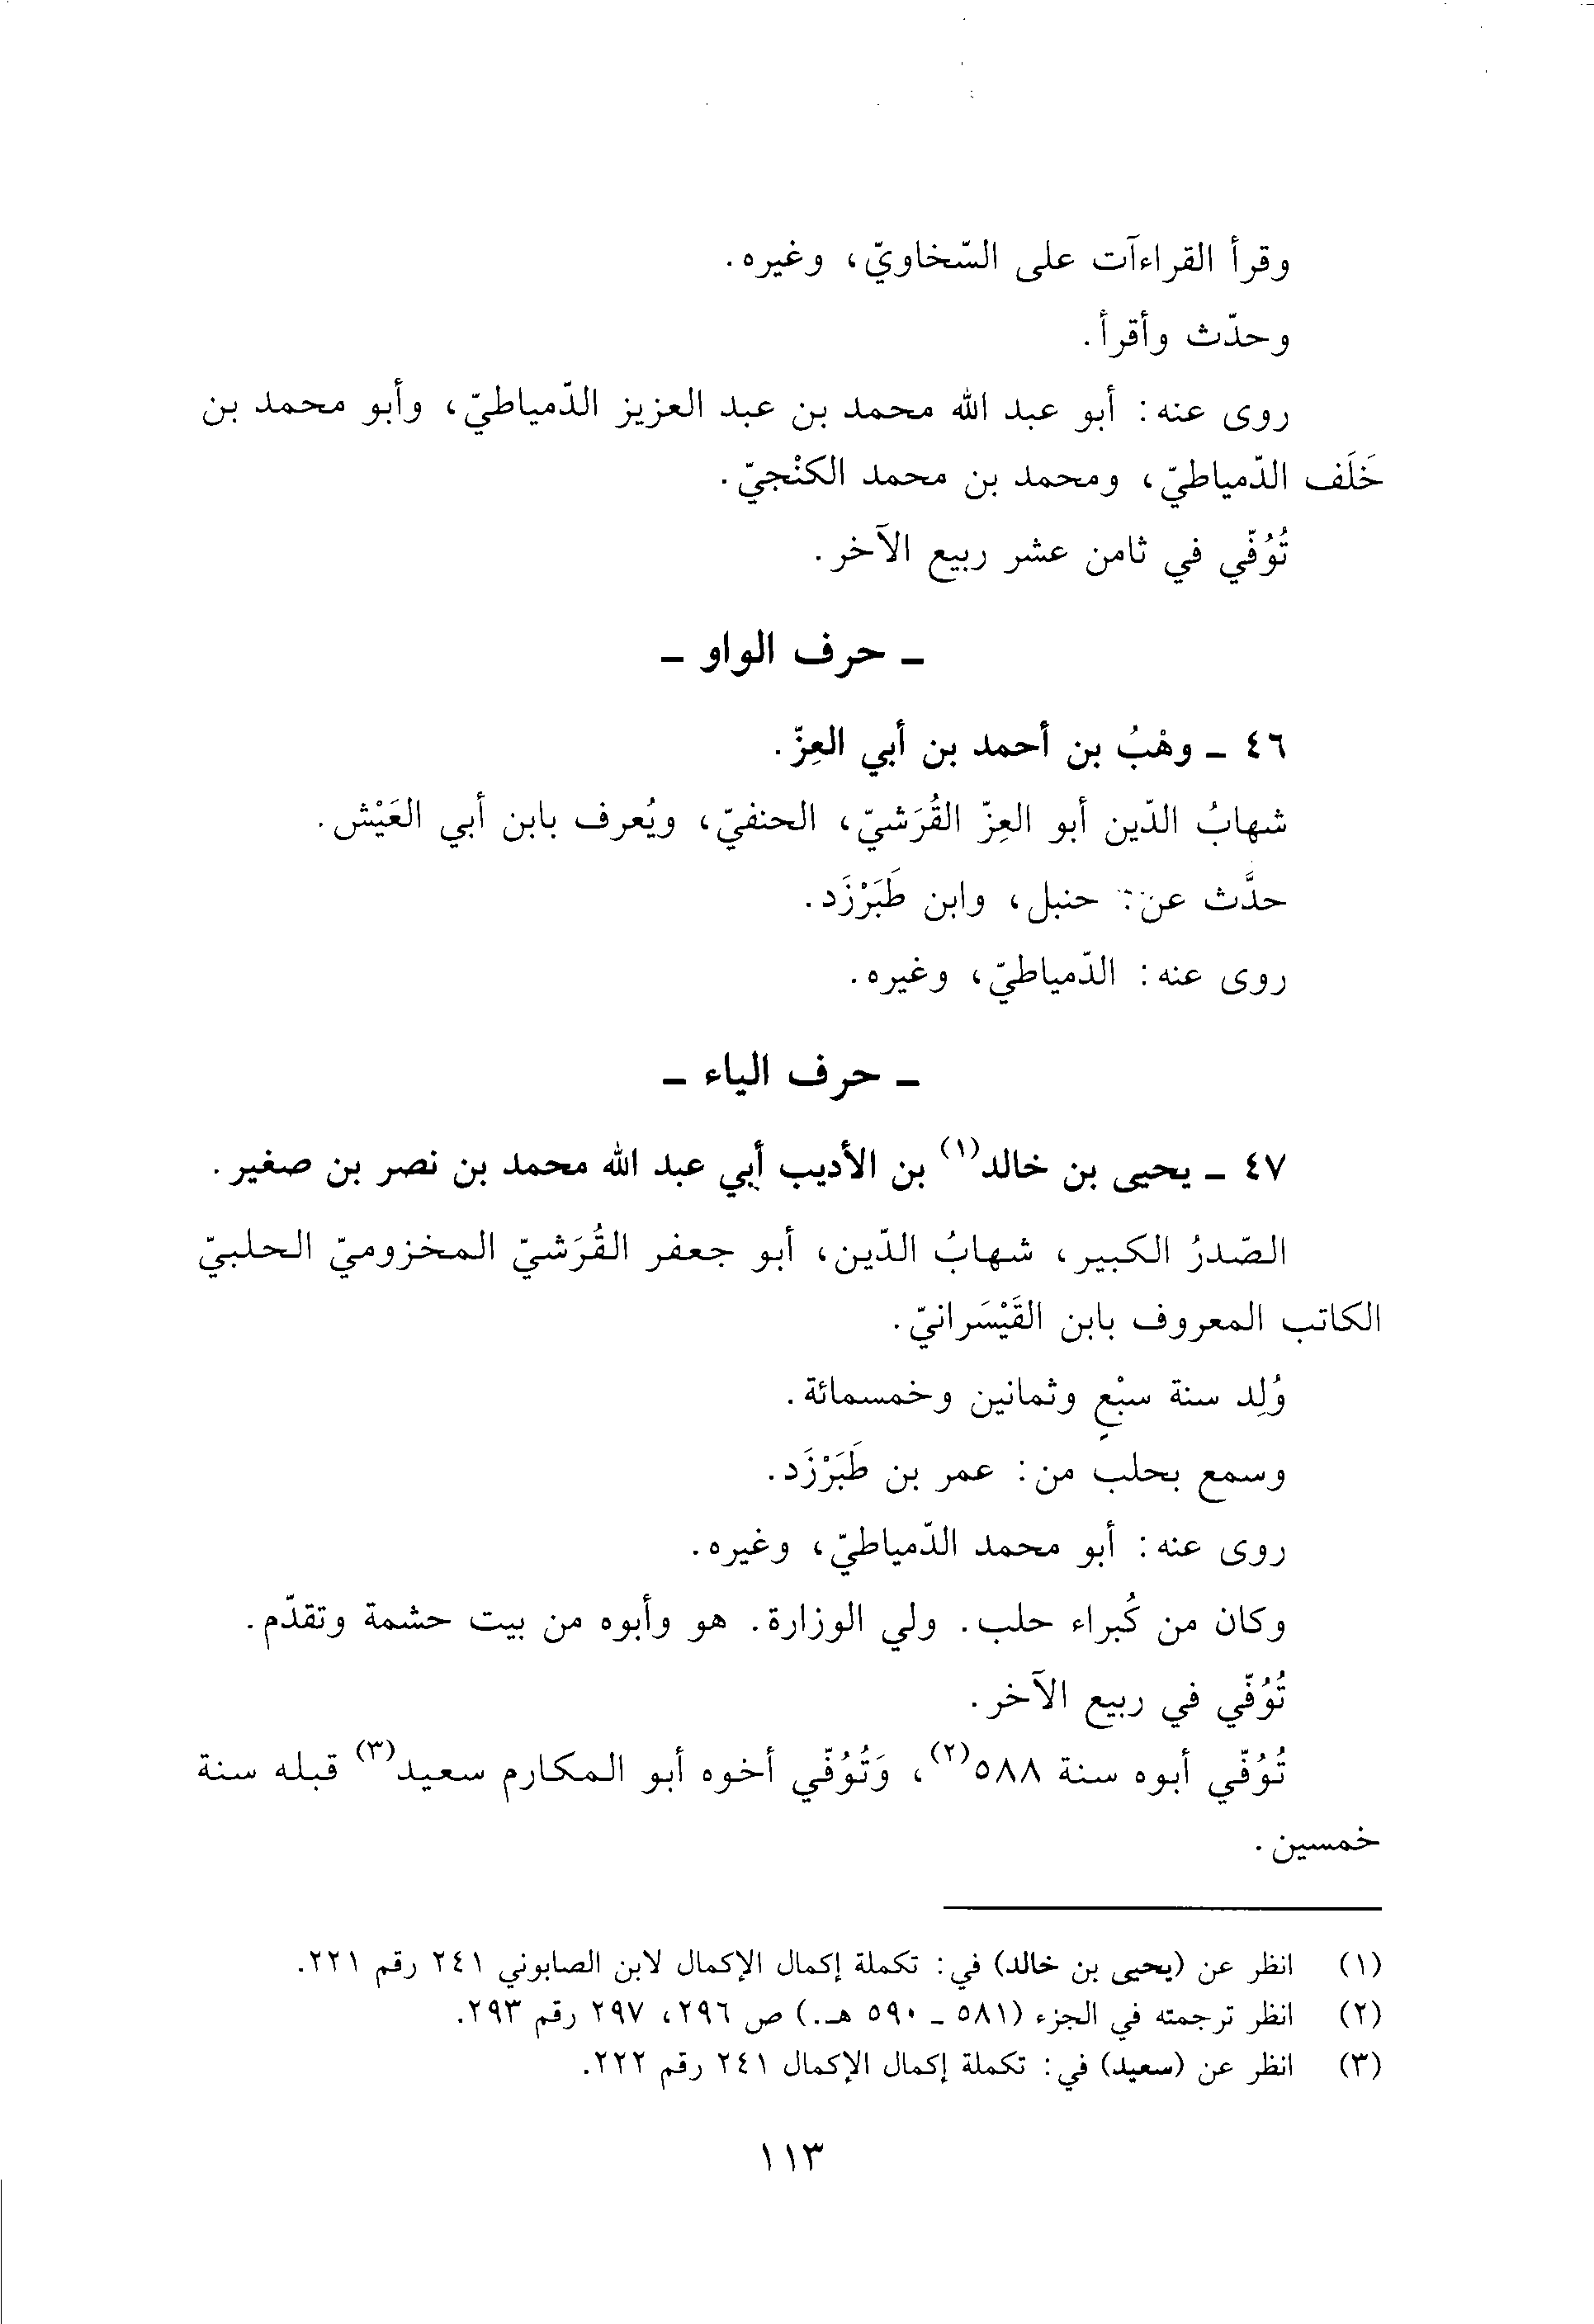 وقرأ القراءآت على السّخاويّ، وغيره.
وحدّث وأقرأ.
روى عنه: أبو عبد الله محمد بن عبد العزيز الدّمياطيّ، وأبو محمد بن
خَلَف الدّمياطيّ، ومحمد بن محمد الكنْجيّ.
تُوُفّي في ثامن عشر ربيع الآخر.
ـ حرف الواو ـ
٤٦ ـ وهْبُ بن أحمد بن أبي العِزّ.
شهابُ الدّين أبو العِزّ القُرَشيّ، الحنفيّ، ويُعرف بابن أبي العَيْش.
حدَّث عن: حنبل، وابن طَبَرْزَد.
روى عنه: الدّمياطيّ، وغيره.
ـ حرف الياء ـ
٤٧ ـ يحيى بن خالد(١) بن الأديب أبي عبد الله محمد بن نصر بن صغير.
الصّدرُ الكبير، شهابُ الدّين، أبو جعفر القُرَشيّ المخزوميّ الحلبيّ
الكاتب المعروف بابن القَيْسَرانيّ.
وُلِد سنة سبْعٍ وثمانين وخمسمائة.
وسمع بحلب من: عمر بن طَبَرْزَد.
روى عنه: أبو محمد الدّمياطيّ، وغيره.
وكان من كُبراء حلب. ولي الوزارة. هو وأبوه من بيت حشمة وتقدّم.
تُوُفّي في ربيع الآخر.
تُوُفّي أبوه سنة ٥٨٨(٢)، وَتُوُفّي أخوه أبو المكارم سعيد(٣) قبله سنة
خمسين.
(١) انظر عن (يحيى بن خالد) في: تكملة إكمال الإكمال لابن الصابوني ٢٤١ رقم ٢٢١.
(٢) انظر ترجمته في الجزء (٥٨١ ـ ٥٩٠ هـ.) ص ٢٩٦، ٢٩٧ رقم ٢٩٣.
(٣) انظر عن (سعيد) في: تكملة إكمال الإكمال ٢٤١ رقم ٢٢٢.
١١٣